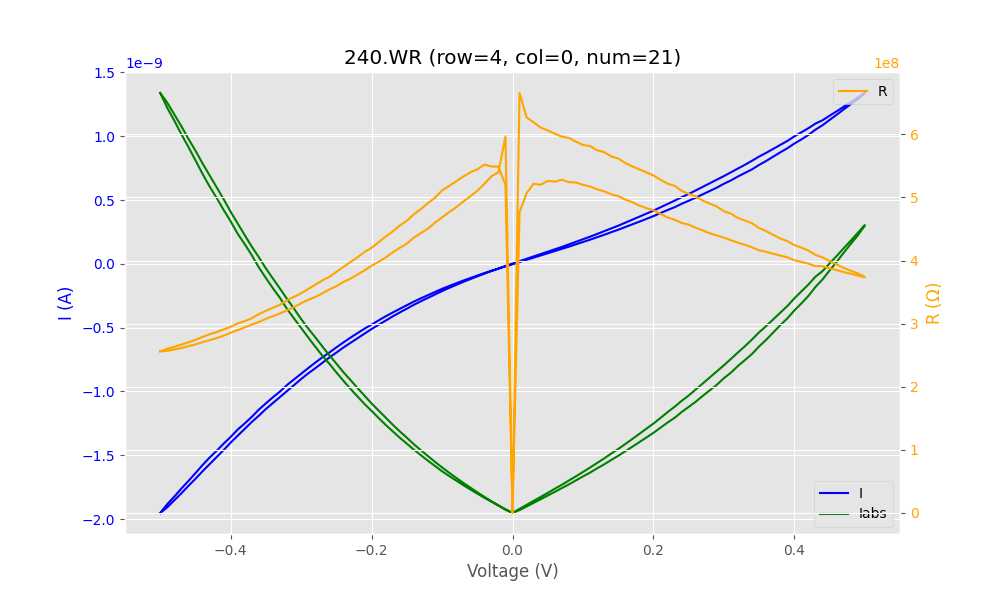 240.WR (row=4, col=0, num=21)
1e−9
1e8
1.5
1.0
0.5
0.0
−0.5
−1.0
−1.5
−2.0
I (A)
R
6
5
4
3
2
1
0
R (Ω)
I
Iabs
−0.4
−0.2
0.0
0.2
0.4
Voltage (V)